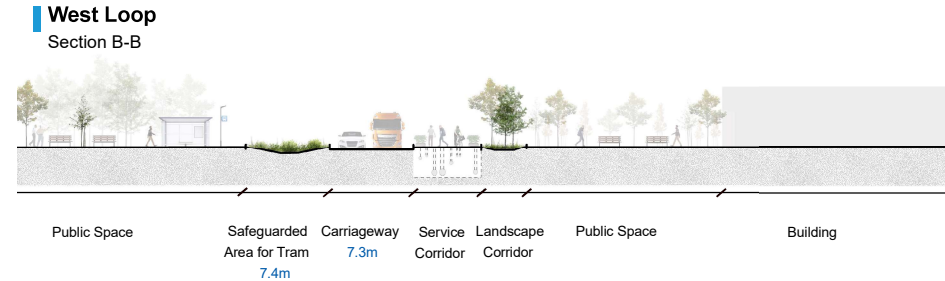 West Loop
Section B-B
Public Space
Safeguarded
Area for Tram
7.4m
Carriageway
7.3m
Service
Corridor
Landscape
Corridor
Public Space
Building